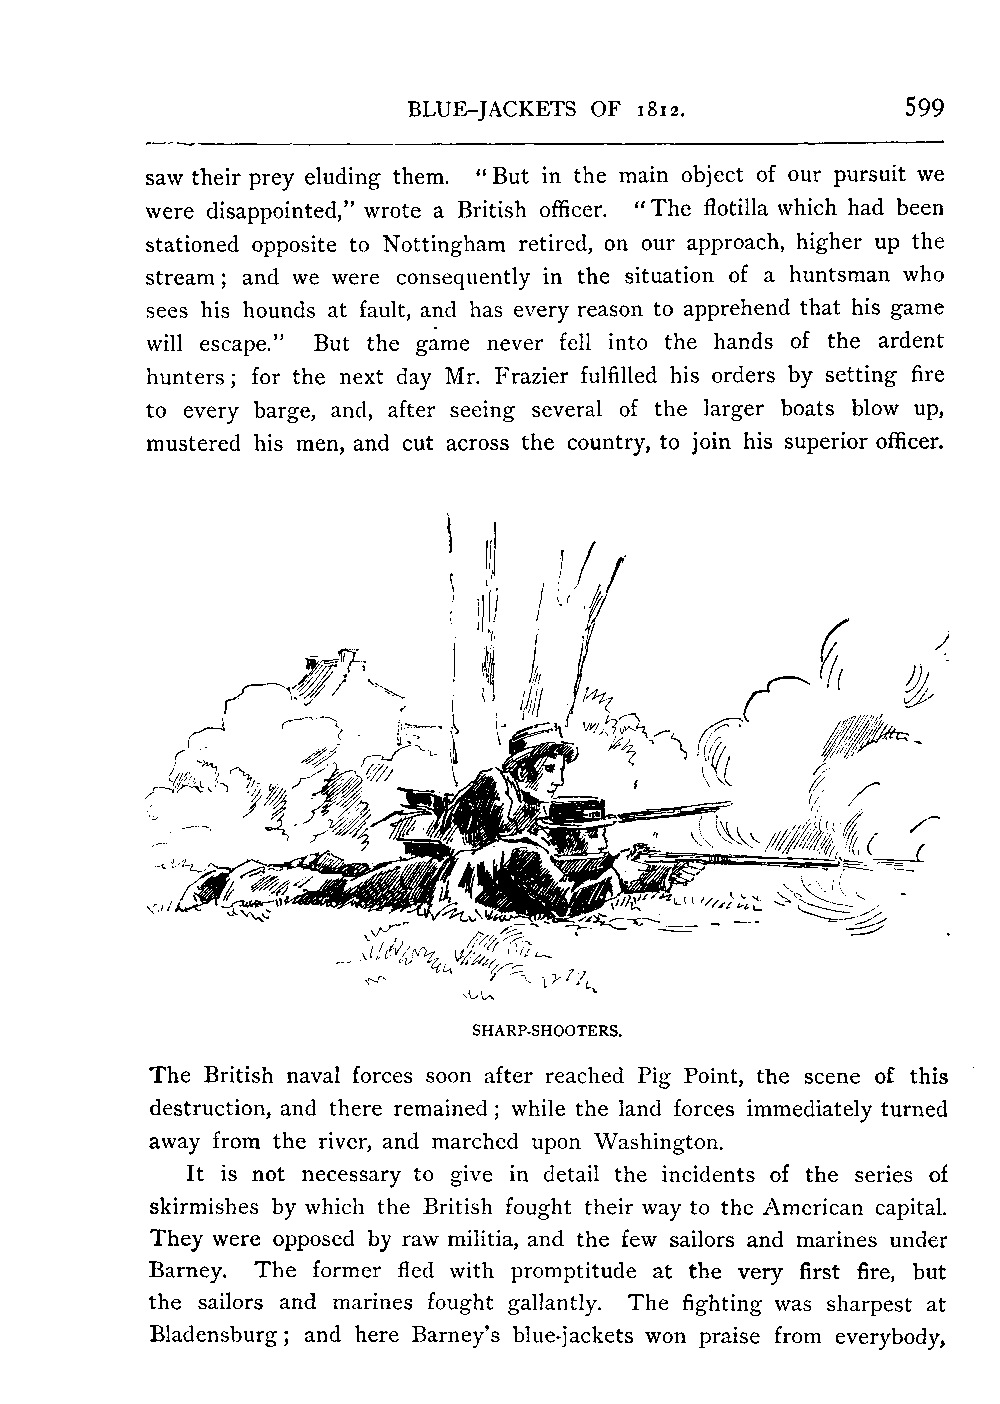 BLUE-JACKETS OF 1812. 599
saw their prey eluding them. "But in the main object of our pursuit we
were disappointed," wrote a British officer. "The flotilla which had been
stationed opposite to Nottingham retired, on our approach, higher up the
stream; and we were consequently in the situation of a huntsman who
sees his hounds at fault, and has every reason to apprehend that his game
will escape." But the game never fell into the hands of the ardent
hunters; for the next day Mr. Frazier fulfilled his orders by setting fire
to every barge, and, after seeing several of the larger boats blow up,
mustered his men, and cut across the country, to join his superior officer.
SHARP-SHOOTERS.
The British naval forces soon after reached Pig Point, the scene of this
destruction, and there remained; while the land forces immediately turned
away from the river, and marched upon Washington.
It is not necessary to give in detail the incidents of the series of
skirmishes by which the British fought their way to the American capital.
They were opposed by raw militia, and the few sailors and marines under
Barney. The former fled with promptitude at the very first fire, but
the sailors and marines fought gallantly. The fighting was sharpest at
Bladensburg; and here Barney's blue-jackets won praise from everybody,